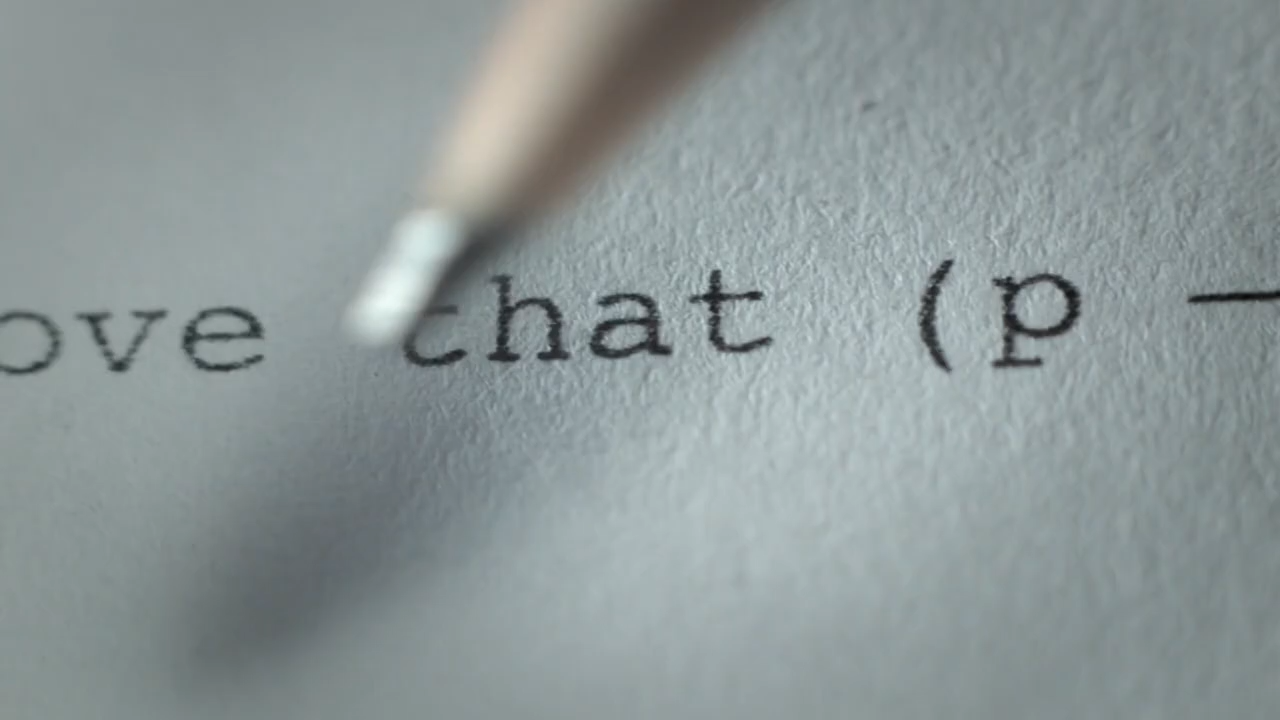 ove that (p —